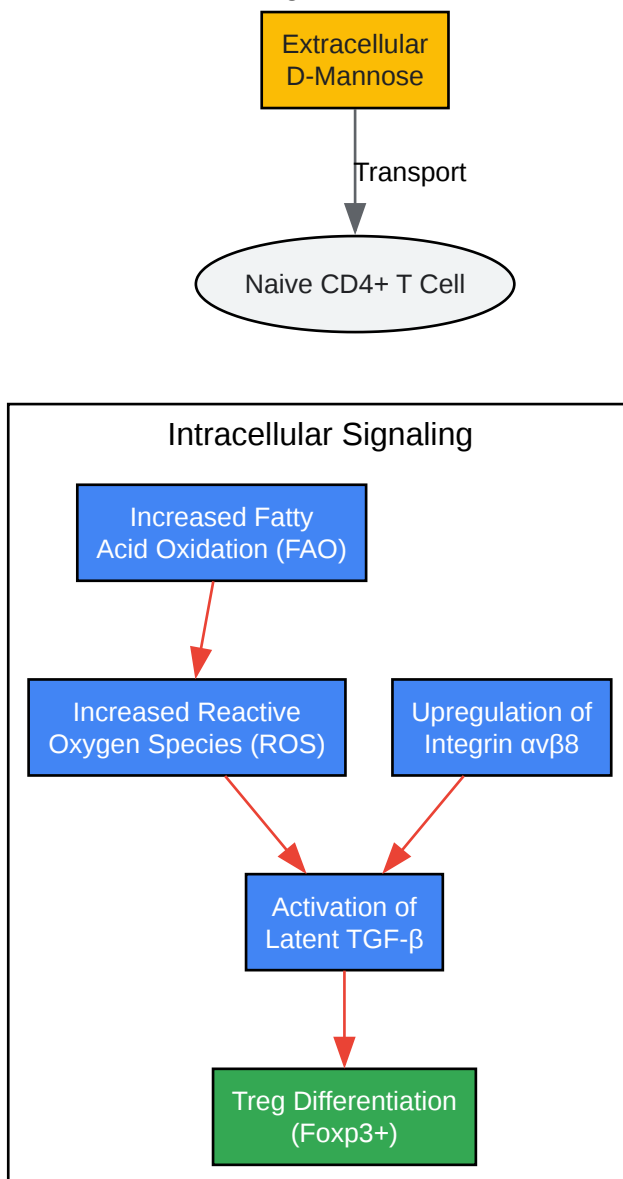 Extracellular
D-Mannose
Transport
Naive CD4+ T Cell
Intracellular Signaling
Increased Fatty
Acid Oxidation (FAO)
Increased Reactive
Oxygen Species (ROS)
Upregulation of
Integrin αvβ8
Activation of
Latent TGF-β
Treg Differentiation
(Foxp3+)